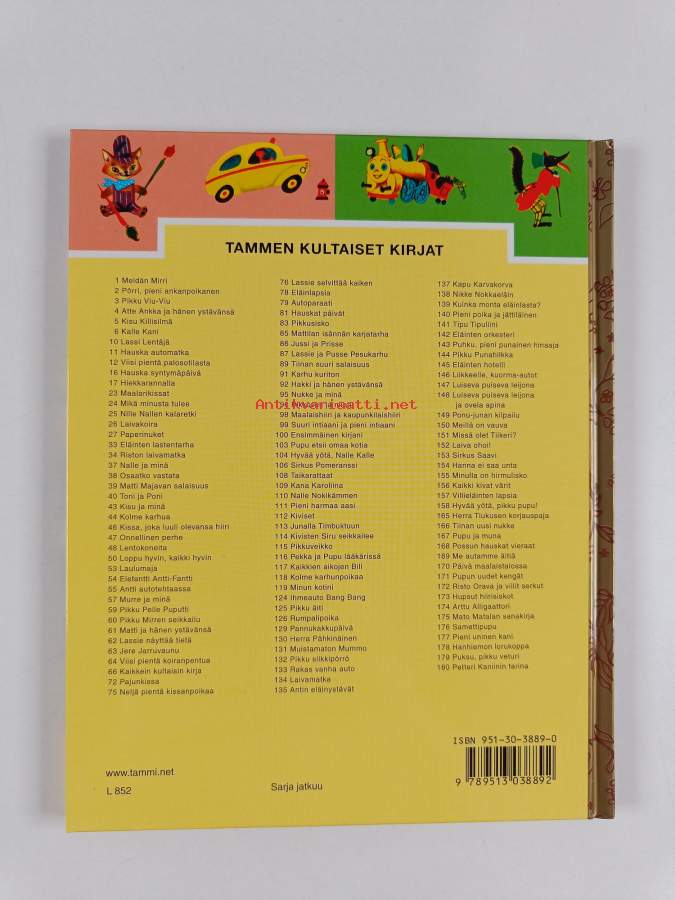 TAMMEN KULTAISET KIRJAT
1 Meidän Mirri
2 Pörri, pieni ankanpoikanen
3 Pikku Viu-Viu
4 Atte Ankka ja hänen ystävänsä
5 Kisu Killisilmä
6 Kalle Kani
10 Lassi Lentäjä
11 Hauska automatka
12 Viisi pientä palosotilasta
16 Hauska syntymäpäivä
17 Hiekkarannalla
23 Maalarikissat
24 Mikä minusta tulee
25 Nille Nallen kalaretki
26 Laivakoira
27 Paperinuket
33 Eläinten lastentarha
34 Riston laivamatka
37 Nalle ja minä
38 Osaatko vastata
39 Matti Majavan salaisuus
40 Toni ja Poni
43 Kisu ja minä
44 Kolme karhua
46 Kissa, joka luuli olevansa hiiri
47 Onnellinen perhe
48 Lentokoneita
50 Loppu hyvin, kaikki hyvin
53 Laulumaja
54 Elefantti Antti-Fantti
55 Antti autotehtaassa
57 Murre ja minä
59 Pikku Pelle Puputti
60 Pikku Mirren seikkailu
61 Matti ja hänen ystävänsä
62 Lassie näyttää tietä
63 Jere Jarruvaunu
64 Viisi pientä koiranpentua
66 Kaikkein kultaisin kirja
72 Pajunkissa
75 Neljä pientä kissanpoikaa
76 Lassie selvittää kaiken
78 Eläinlapsia
79 Autoparaati
81 Hauskat päivät
83 Pikkusisko
85 Mattilan isännän karjatarha
86 Jussi ja Prisse
87 Lassie ja Pusse Pesukarhu
89 Tiinan suuri salaisuus
91 Karhu kuriton
92 Hakki ja hänen ystävänsä
95 Nukke ja minä
Antikvariaatti.net
98 Maalaishiiri ja kaupunkilaishiiri
99 Suuri intiaani ja pieni intiaani
100 Ensimmäinen kirjani
103 Pupu etsii omaa kotia
104 Hyvää yötä, Nalle Kalle
106 Sirkus Pomeranssi
108 Taikarattaat
109 Kana Karoliina
110 Nalle Nokikämmen
111 Pieni harmaa aasi
112 Kiviset
113 Junalla Timbuktuun
114 Kivisten Siru seikkailee
115 Pikkuveikko
116 Pekka ja Pupu lääkärissä
117 Kaikkien aikojen Bili
118 Kolme karhunpoikaa
119 Minun kotini
124 Ihmeauto Bang Bang
125 Pikku äiti
126 Rumpalipoika
129 Pannukakkupäivä
130 Herra Pähkinäinen
131 Muistamaton Mummo
132 Pikku silkkipörrö
133 Rakas vanha auto
134 Laivamatka
135 Antin eläinystävät
137 Kapu Karvakorva
138 Nikke Nokkaeläin
139 Kuinka monta eläinlasta?
140 Pieni poika ja jättiläinen
141 Tipu Tipuliini
142 Eläinten orkesteri
143 Puhku, pieni punainen hinaaja
144 Pikku Punahilkka
145 Eläinten hotelli
146 Liikkeelle, kuorma-autot
147 Luiseva puiseva leijona
148 Luiseva puiseva leijona
ja ovela apina
149 Ponu-junan kilpailu
150 Meillä on vauva
151 Missä olet Tiikeri?
152 Laiva ohoi!
153 Sirkus Saavi
154 Hanna ei saa unta
155 Minulla on hirmulisko
156 Kaikki kivat värit
157 Villieläinten lapsia
158 Hyvää yötä, pikku pupu!
165 Herra Tiukusen korjauspaja
166 Tiinan uusi nukke
167 Pupu ja muna
168 Possun hauskat vieraat
169 Me autamme äitiä
170 Päivä maalaistalossa
171 Pupun uudet kengät
172 Risto Orava ja villit serkut
173 Hupsut hiirisiskot
174 Arttu Alligaattori
175 Mato Matalan sanakirja
176 Samettipupu
177 Pieni uninen kani
178 Hanhiemon lorukoppa
179 Puksu, pikku veturi
180 Petteri Kaniinin tarina
ISBN 951-30-3889-0
9 789513 038892
www.tammi.net
L 852
Sarja jatkuu